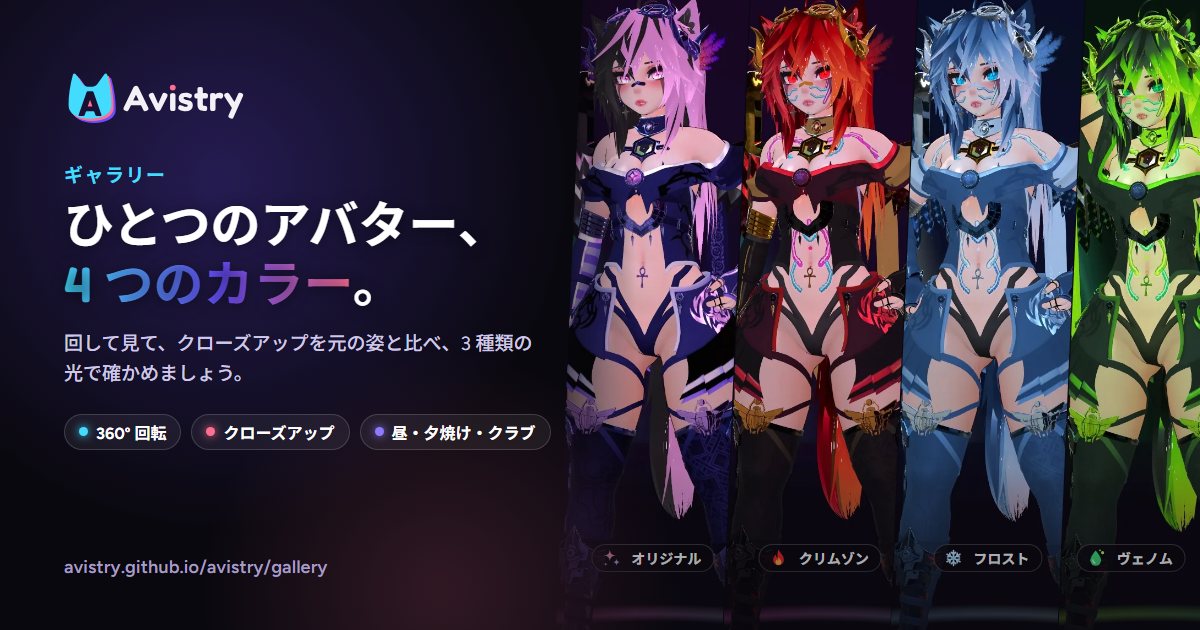 Avistry
ギャラリー
ひとつのアバター、
4 つのカラー。
回して見て、クローズアップを元の姿と比べ、3 種類の
光で確かめましょう。
360° 回転
クローズアップ
昼・夕焼け・クラブ
avistry.github.io/avistry/gallery
オリジナル
クリムゾン
フロスト
ヴェノム